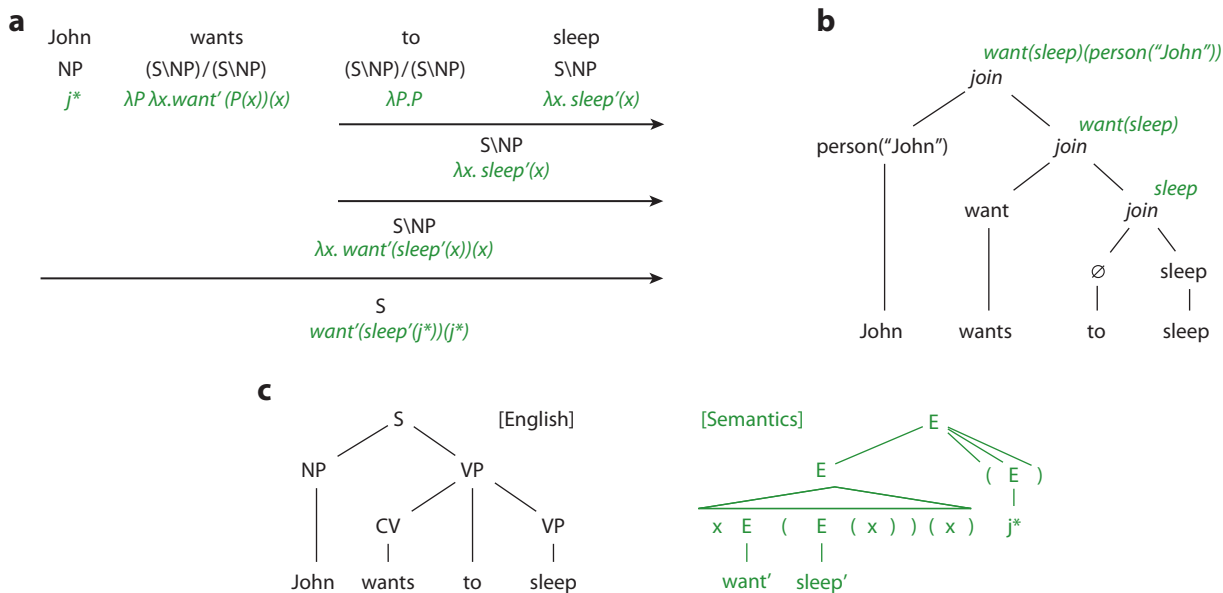 a
John wants to sleep
NP (S\NP)/(S\NP) (S\NP)/(S\NP) S\NP
j* λP λx.want′ (P(x))(x) λP.P λx. sleep′(x)
S\NP
λx. sleep′(x)
S\NP
λx. want′(sleep′(x))(x)
S
want′(sleep′(j*))(j*)
b
want(sleep)(person(“John”))
join
want(sleep)
person(“John”) join
sleep
want join
∅ sleep
John wants to sleep
c
S [English]
NP VP
CV VP
John wants to sleep
[Semantics] E
E ( E )
x E ( E ( x ) ) ( x ) j*
want′ sleep′